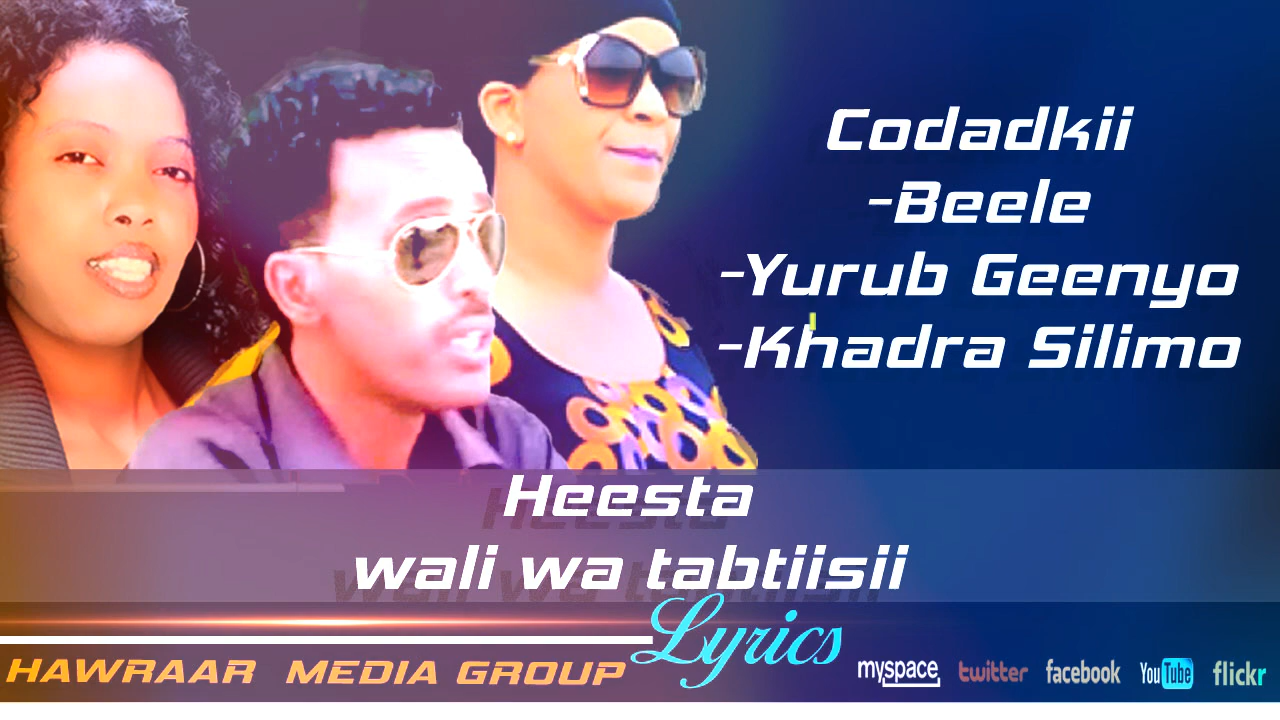 Codadkii
-Beele
-Yurub Geenyo
-Khadra Silimo
Heesta
wali wa tabtiisii
Lyrics
HAWRAAR MEDIA GROUP
myspace twitter facebook YouTube flickr